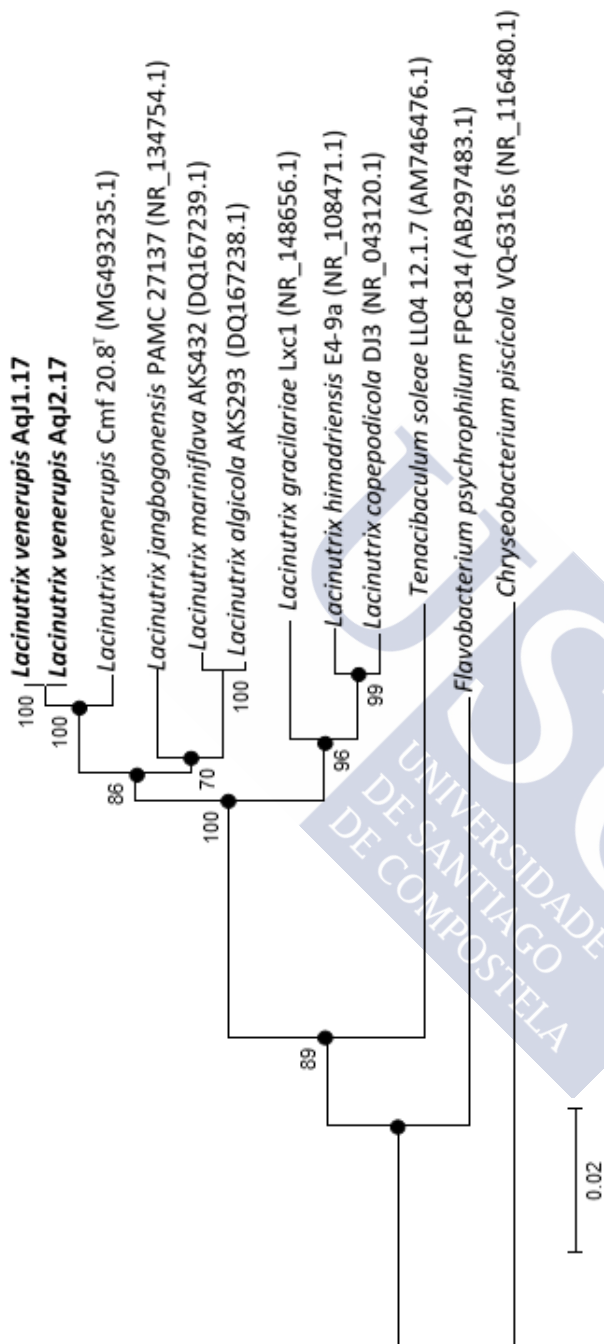 Lacinutrix venerupis AqJ1.17
Lacinutrix venerupis AqJ2.17
Lacinutrix venerupis Cmf 20.8ᵀ (MG493235.1)
Lacinutrix jangbogonensis PAMC 27137 (NR_134754.1)
Lacinutrix mariniflava AKS432 (DQ167239.1)
Lacinutrix algicola AKS293 (DQ167238.1)
Lacinutrix gracilariae Lxc1 (NR_148656.1)
Lacinutrix himadriensis E4-9a (NR_108471.1)
Lacinutrix copepodicola DJ3 (NR_043120.1)
Tenacibaculum soleae LL04 12.1.7 (AM746476.1)
Flavobacterium psychrophilum FPC814 (AB297483.1)
Chryseobacterium piscicola VQ-6316s (NR_116480.1)
100
100
86
70
100
100
96
99
89
0.02
USC
UNIVERSIDADE
DE SANTIAGO
DE COMPOSTELA